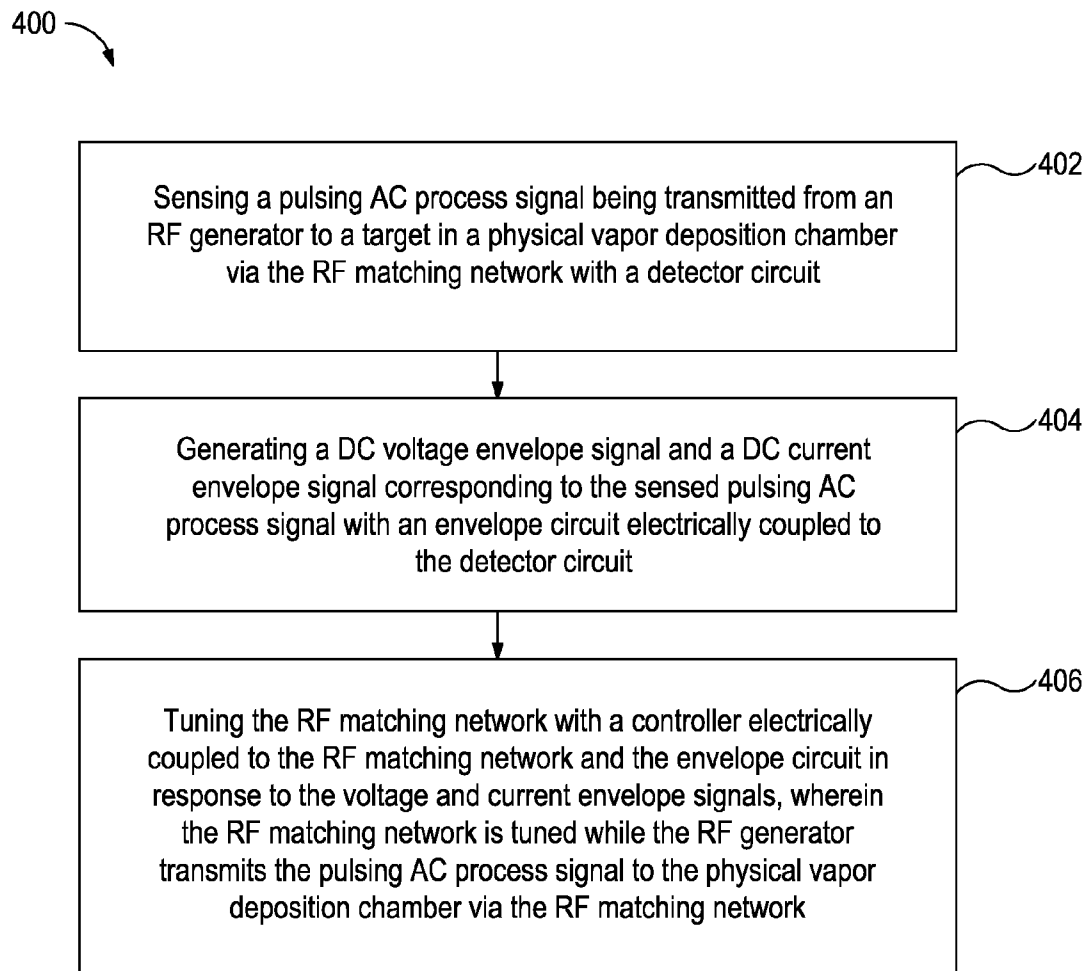 400
402
Sensing a pulsing AC process signal being transmitted from an
RF generator to a target in a physical vapor deposition chamber
via the RF matching network with a detector circuit
404
Generating a DC voltage envelope signal and a DC current
envelope signal corresponding to the sensed pulsing AC
process signal with an envelope circuit electrically coupled to
the detector circuit
406
Tuning the RF matching network with a controller electrically
coupled to the RF matching network and the envelope circuit in
response to the voltage and current envelope signals, wherein
the RF matching network is tuned while the RF generator
transmits the pulsing AC process signal to the physical vapor
deposition chamber via the RF matching network